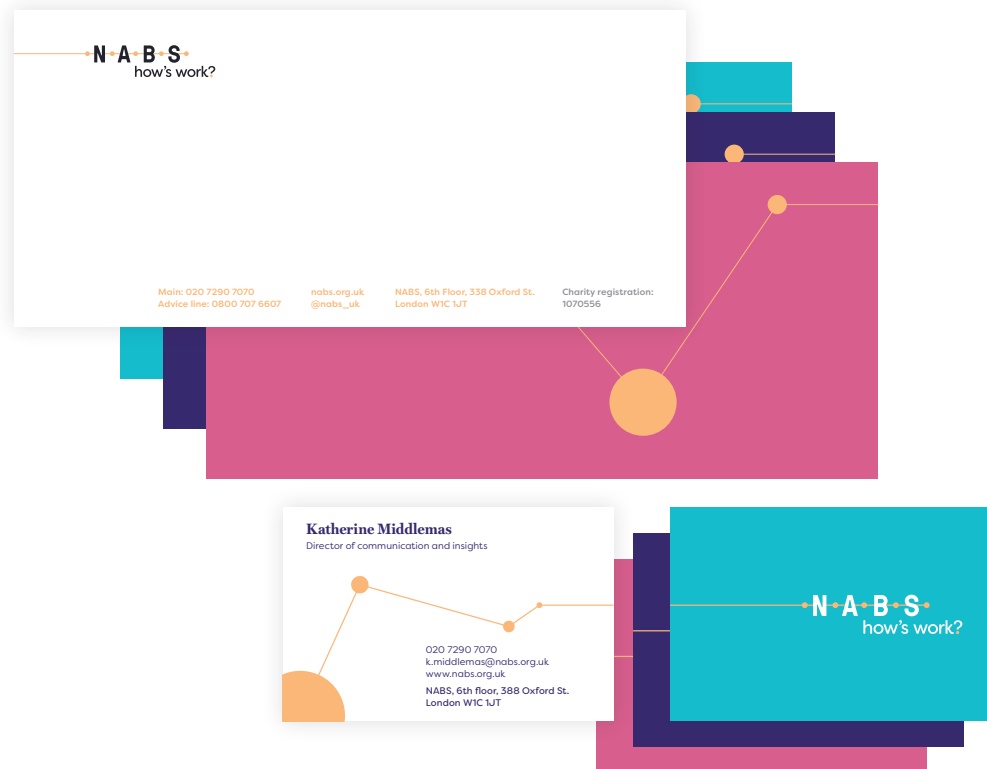 NABS
how's work?
Main: 020 7290 7070
Advice line: 0800 707 6607
nabs.org.uk
@nabs_uk
NABS, 6th Floor, 338 Oxford St.
London W1C 1JT
Charity registration:
1070556
Katherine Middlemas
Director of communication and insights
020 7290 7070
k.middlemas@nabs.org.uk
www.nabs.org.uk
NABS, 6th floor, 388 Oxford St.
London W1C 1JT
NABS
how's work?